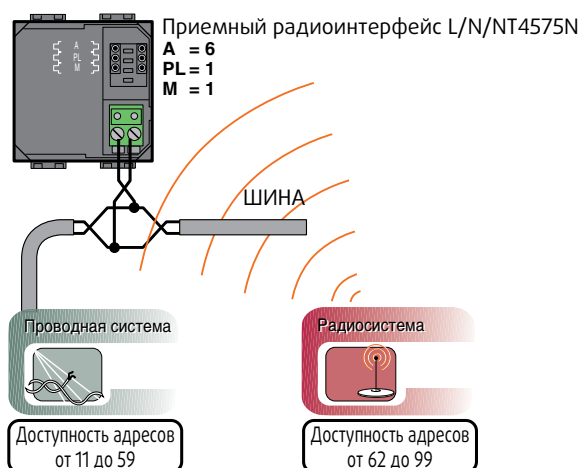 Приемный радиоинтерфейс L/N/NT4575N
A = 6
PL = 1
M = 1
A
PL
M
ШИНА
Проводная система
Радиосистема
Доступность адресов
от 11 до 59
Доступность адресов
от 62 до 99